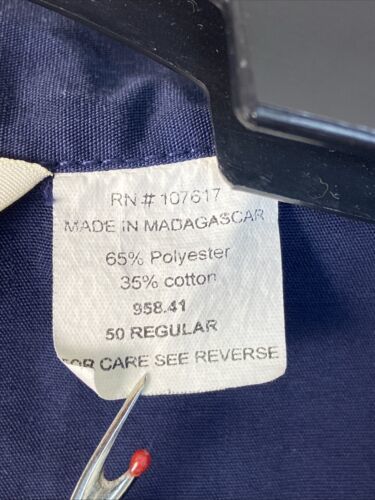 RN # 107617
MADE IN MADAGASCAR
65% Polyester
35% cotton
958.41
50 REGULAR
FOR CARE SEE REVERSE